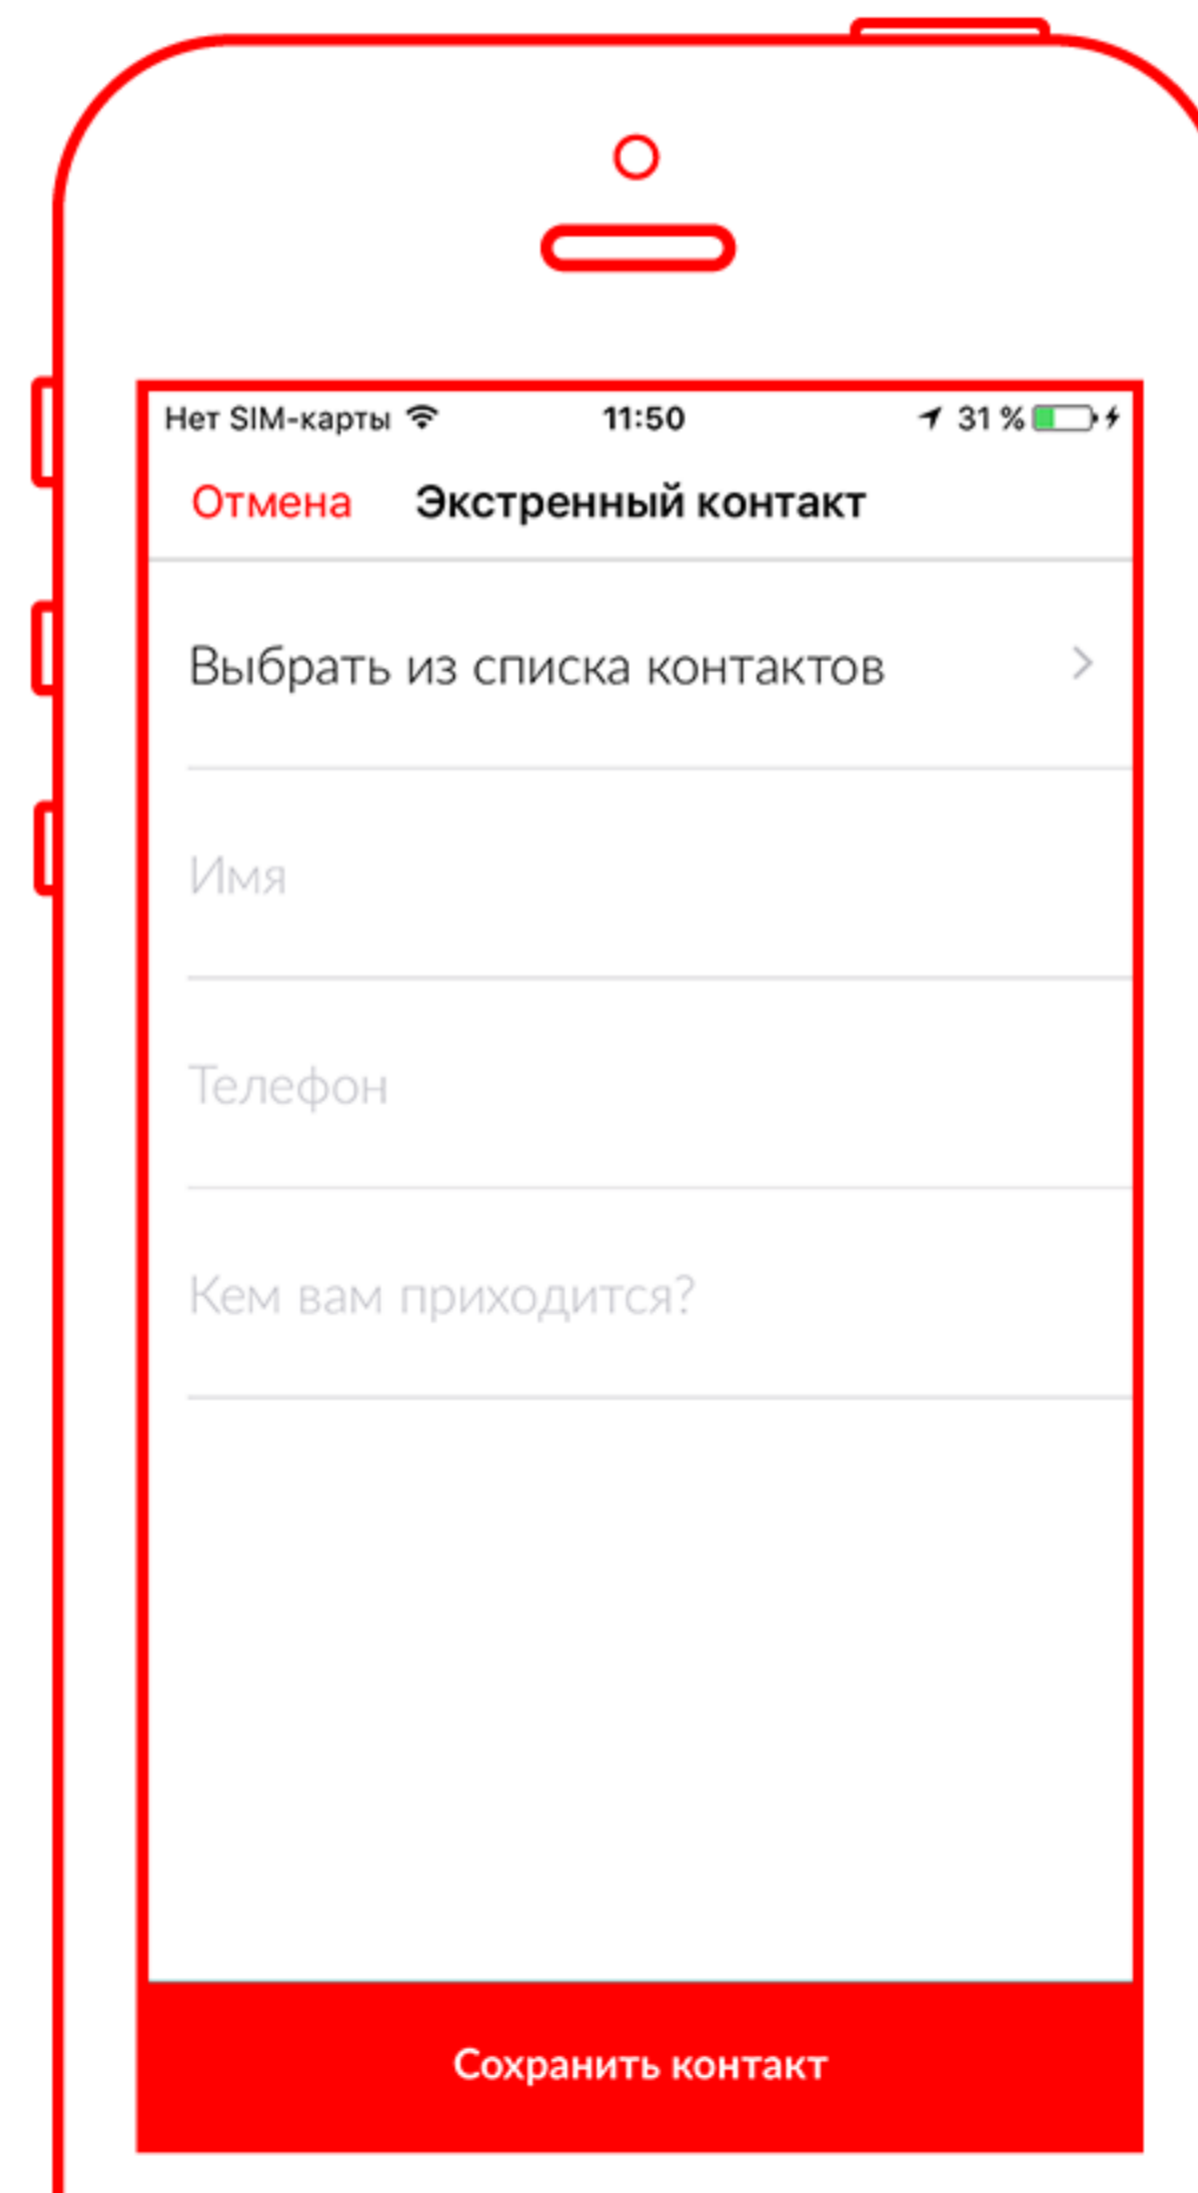 Нет SIM-карты 11:50 31 %
Отмена Экстренный контакт
Выбрать из списка контактов
Имя
Телефон
Кем вам приходится?
Сохранить контакт